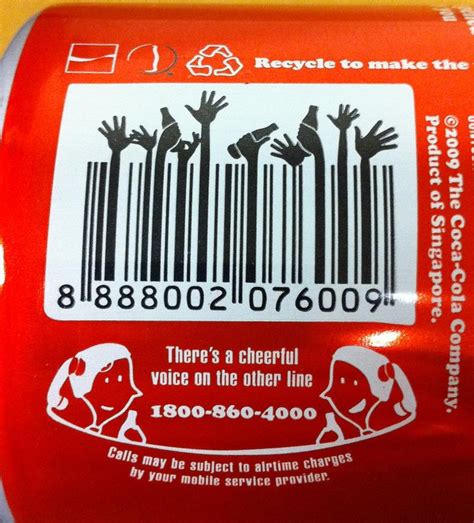 Recycle to make the
8 888002 076009
There's a cheerful
voice on the other line
1800-860-4000
Calls may be subject to airtime charges
by your mobile service provider.
©2009 The Coca-Cola Company.
Product of Singapore.
you